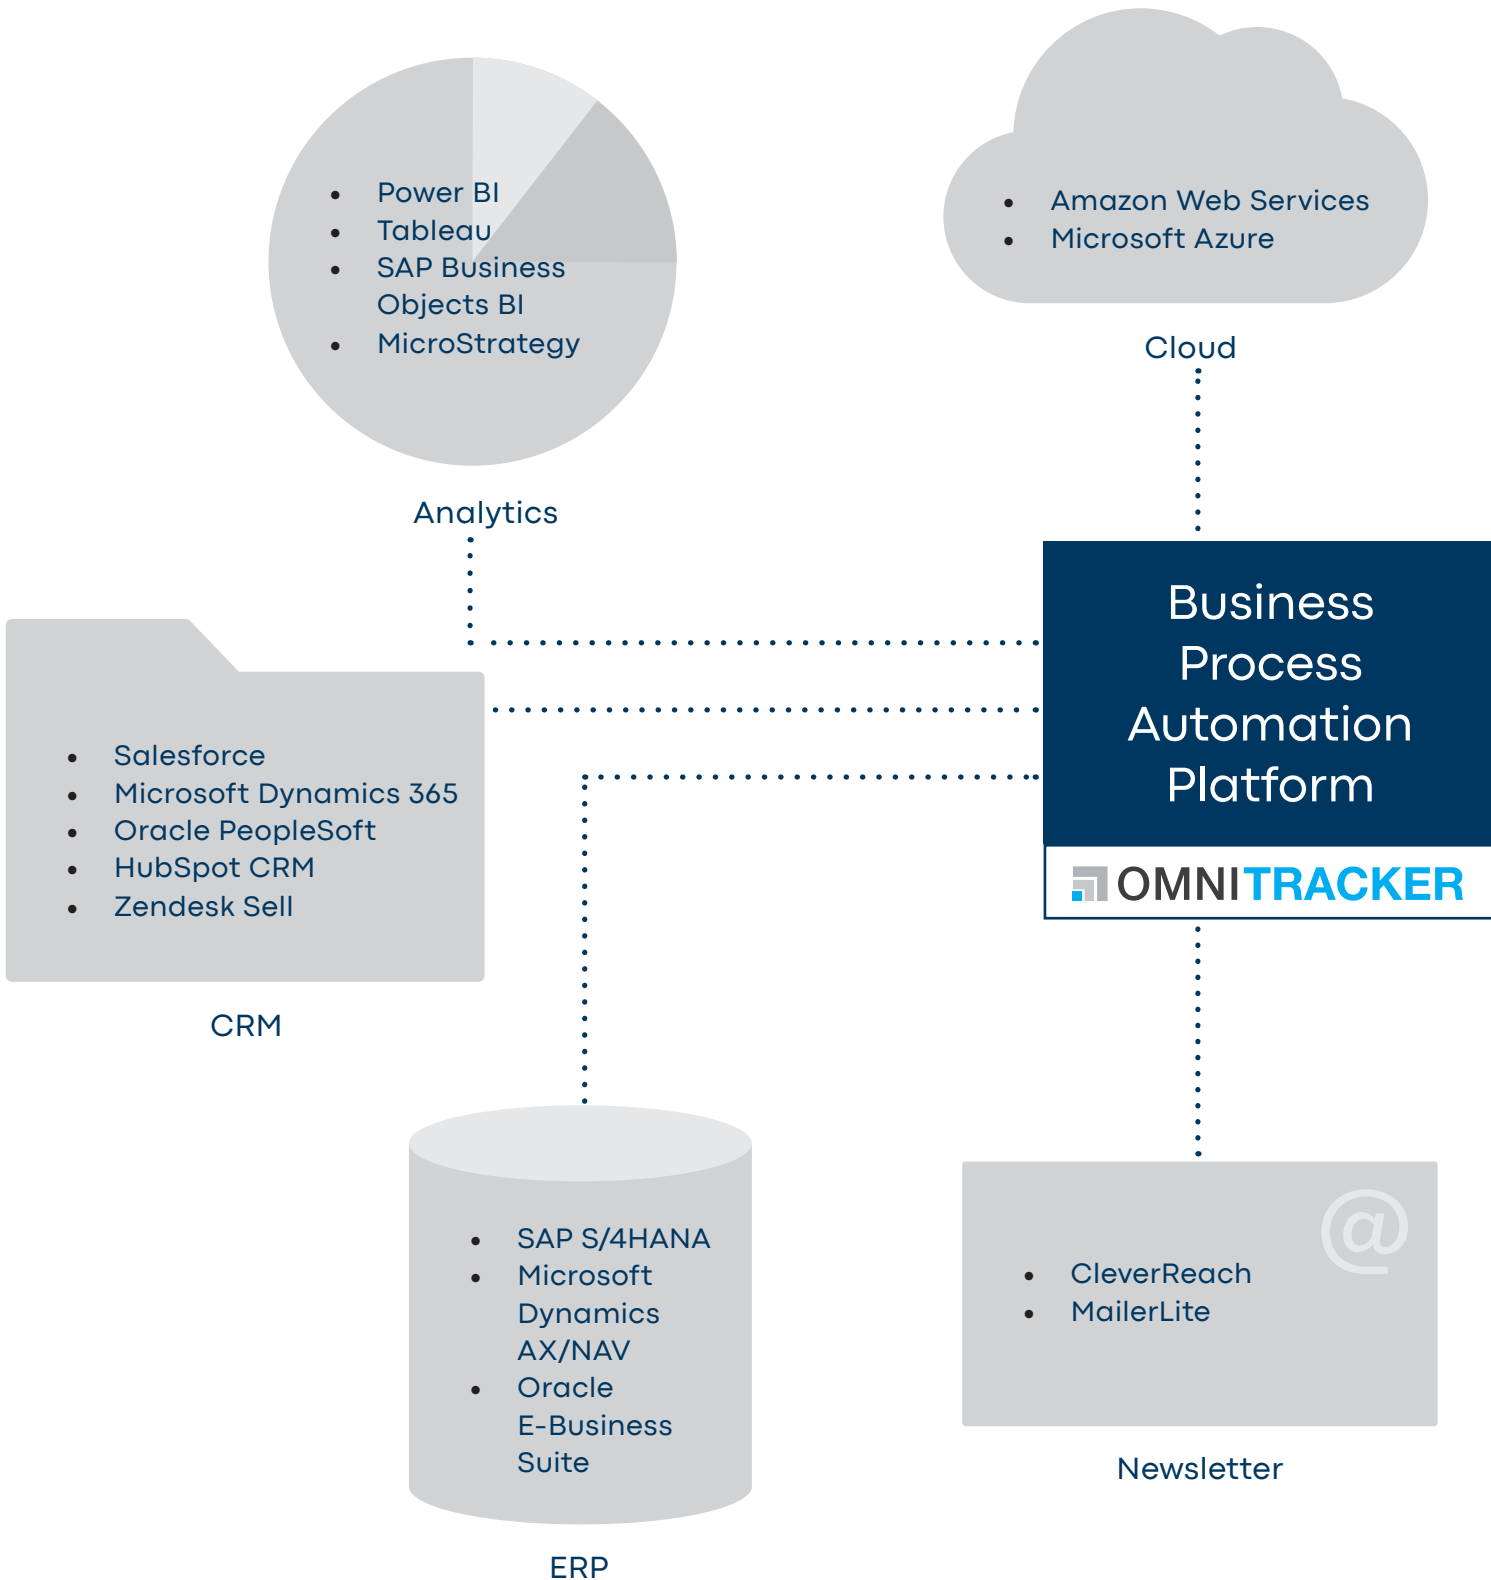 • Power BI
• Tableau
• SAP Business
Objects BI
• MicroStrategy
Analytics
• Amazon Web Services
• Microsoft Azure
Cloud
Business
Process
Automation
Platform
OMNITRACKER
• Salesforce
• Microsoft Dynamics 365
• Oracle PeopleSoft
• HubSpot CRM
• Zendesk Sell
CRM
• SAP S/4HANA
• Microsoft
Dynamics
AX/NAV
• Oracle
E-Business
Suite
ERP
@
• CleverReach
• MailerLite
Newsletter